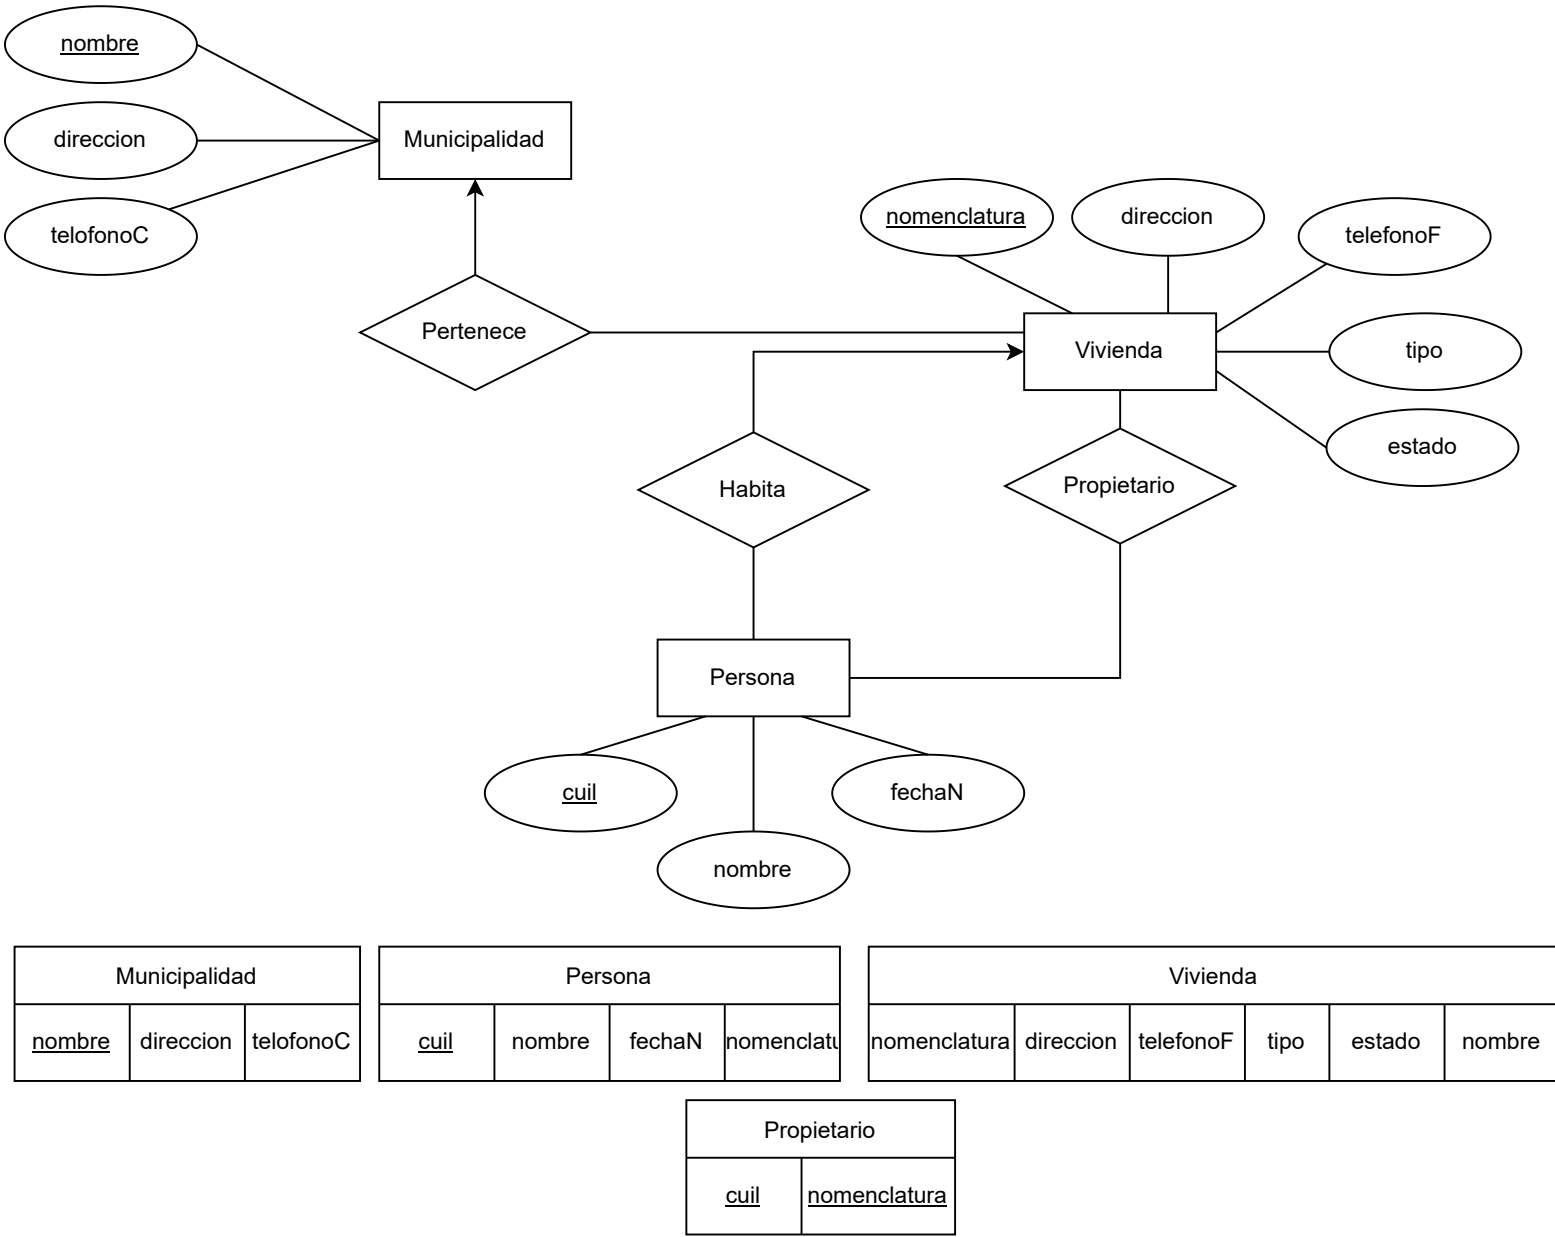 nombre
direccion
telofonoC
Municipalidad
Pertenece
nomenclatura
direccion
telefonoF
Vivienda
tipo
estado
Habita
Propietario
Persona
cuil
nombre
fechaN
Municipalidad
nombre direccion telofonoC
Persona
cuil nombre fechaN nomenclatu
Vivienda
nomenclatura direccion telefonoF tipo estado nombre
Propietario
cuil nomenclatura